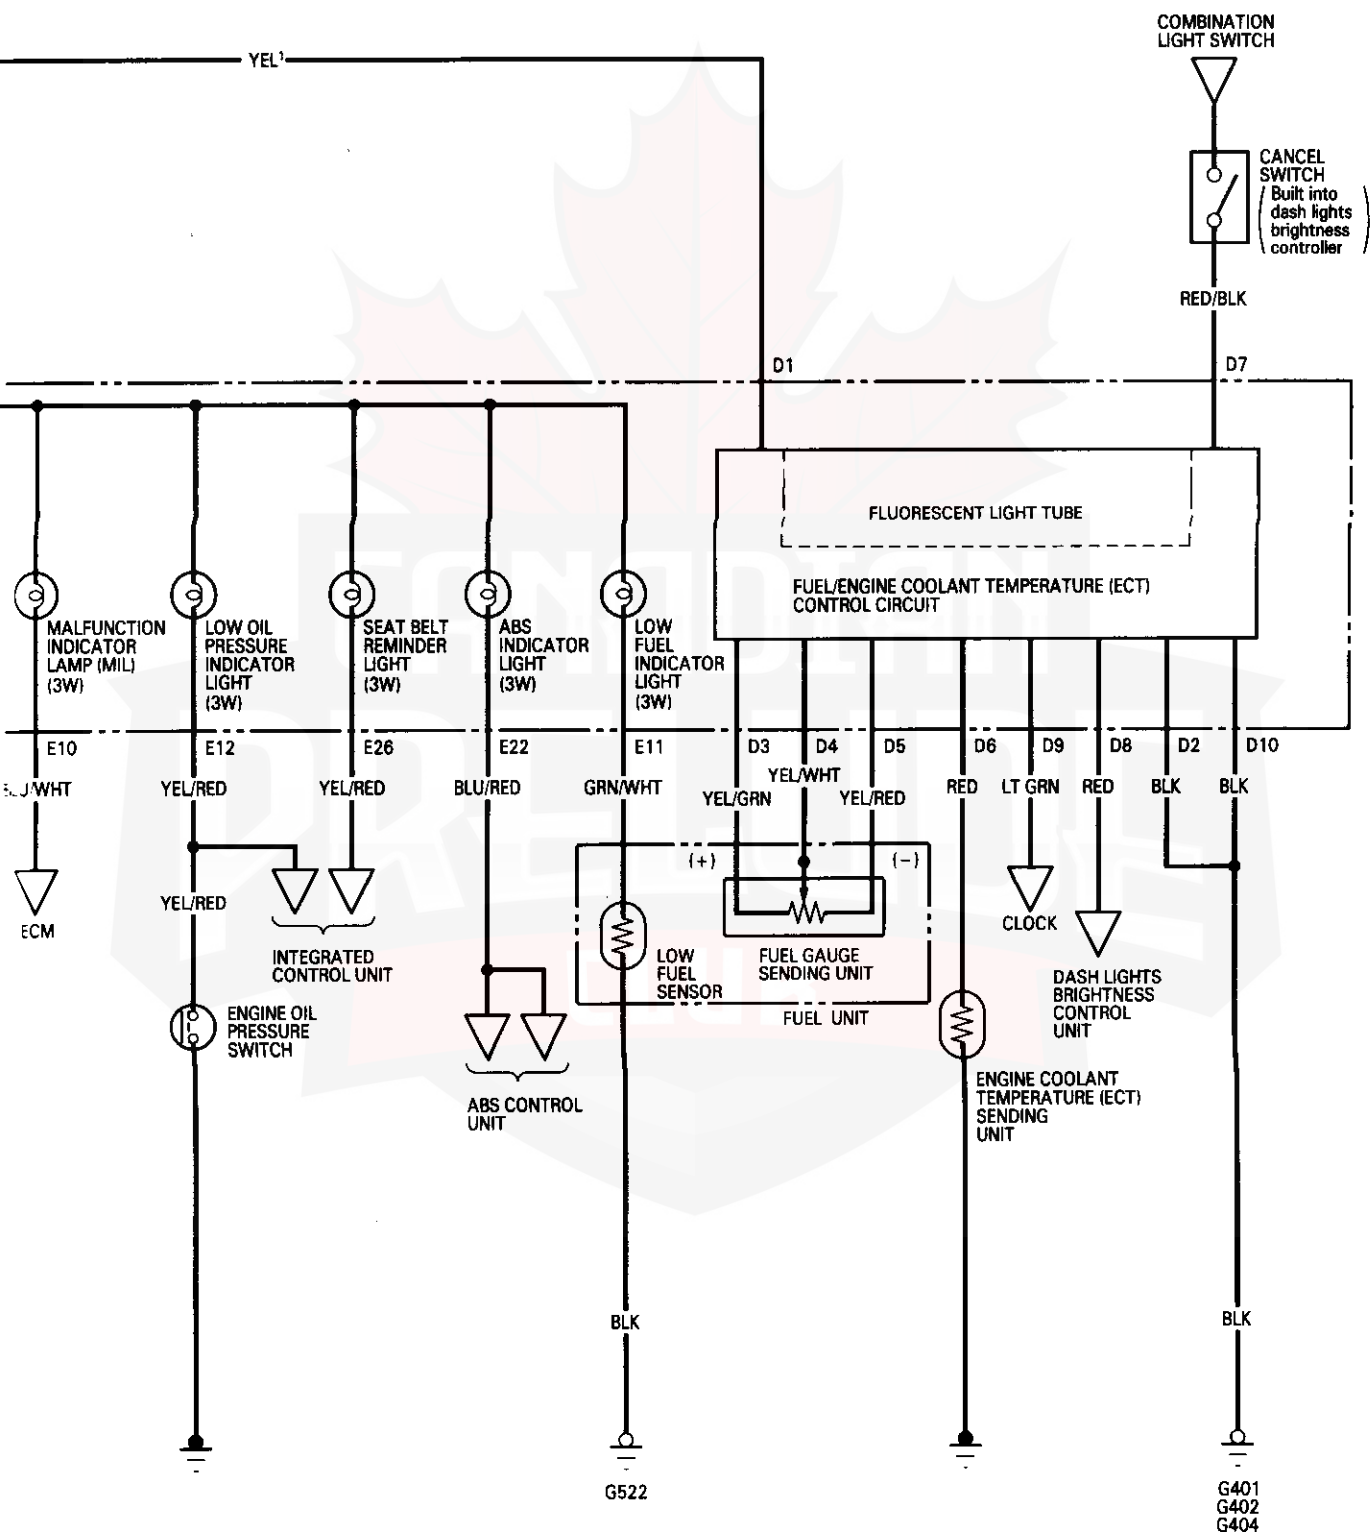 COMBINATION
LIGHT SWITCH
YEL¹
CANCEL
SWITCH
(Built into
dash lights
brightness
controller)
RED/BLK
D1
D7
FLUORESCENT LIGHT TUBE
FUEL/ENGINE COOLANT TEMPERATURE (ECT)
CONTROL CIRCUIT
MALFUNCTION
INDICATOR
LAMP (MIL)
(3W)
LOW OIL
PRESSURE
INDICATOR
LIGHT
(3W)
SEAT BELT
REMINDER
LIGHT
(3W)
ABS
INDICATOR
LIGHT
(3W)
LOW
FUEL
INDICATOR
LIGHT
(3W)
E10
E12
E26
E22
E11
D3
D4
D5
D6
D9
D8
D2
D10
BLU/WHT
YEL/RED
YEL/RED
BLU/RED
GRN/WHT
YEL/GRN
YEL/WHT
YEL/RED
RED
LT GRN
RED
BLK
BLK
(+)
(−)
ECM
YEL/RED
INTEGRATED
CONTROL UNIT
LOW
FUEL
SENSOR
FUEL GAUGE
SENDING UNIT
FUEL UNIT
CLOCK
DASH LIGHTS
BRIGHTNESS
CONTROL
UNIT
ENGINE OIL
PRESSURE
SWITCH
ABS CONTROL
UNIT
ENGINE COOLANT
TEMPERATURE (ECT)
SENDING
UNIT
BLK
BLK
G522
G401
G402
G404
CANADIAN
PRELUDE
CLUB